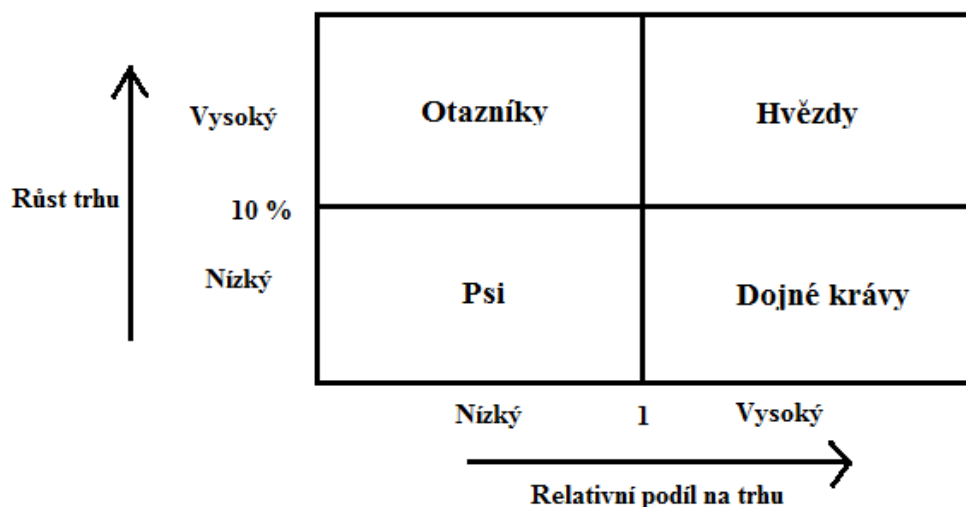 Otazníky
Hvězdy
Vysoký
Růst trhu
10 %
Nízký
Psi
Dojné krávy
Nízký
1
Vysoký
Relativní podíl na trhu